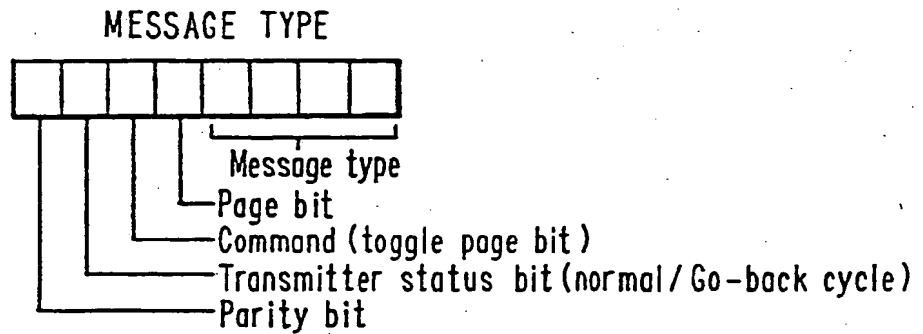 MESSAGE TYPE
Message type
Page bit
Command (toggle page bit)
Transmitter status bit (normal/Go-back cycle)
Parity bit